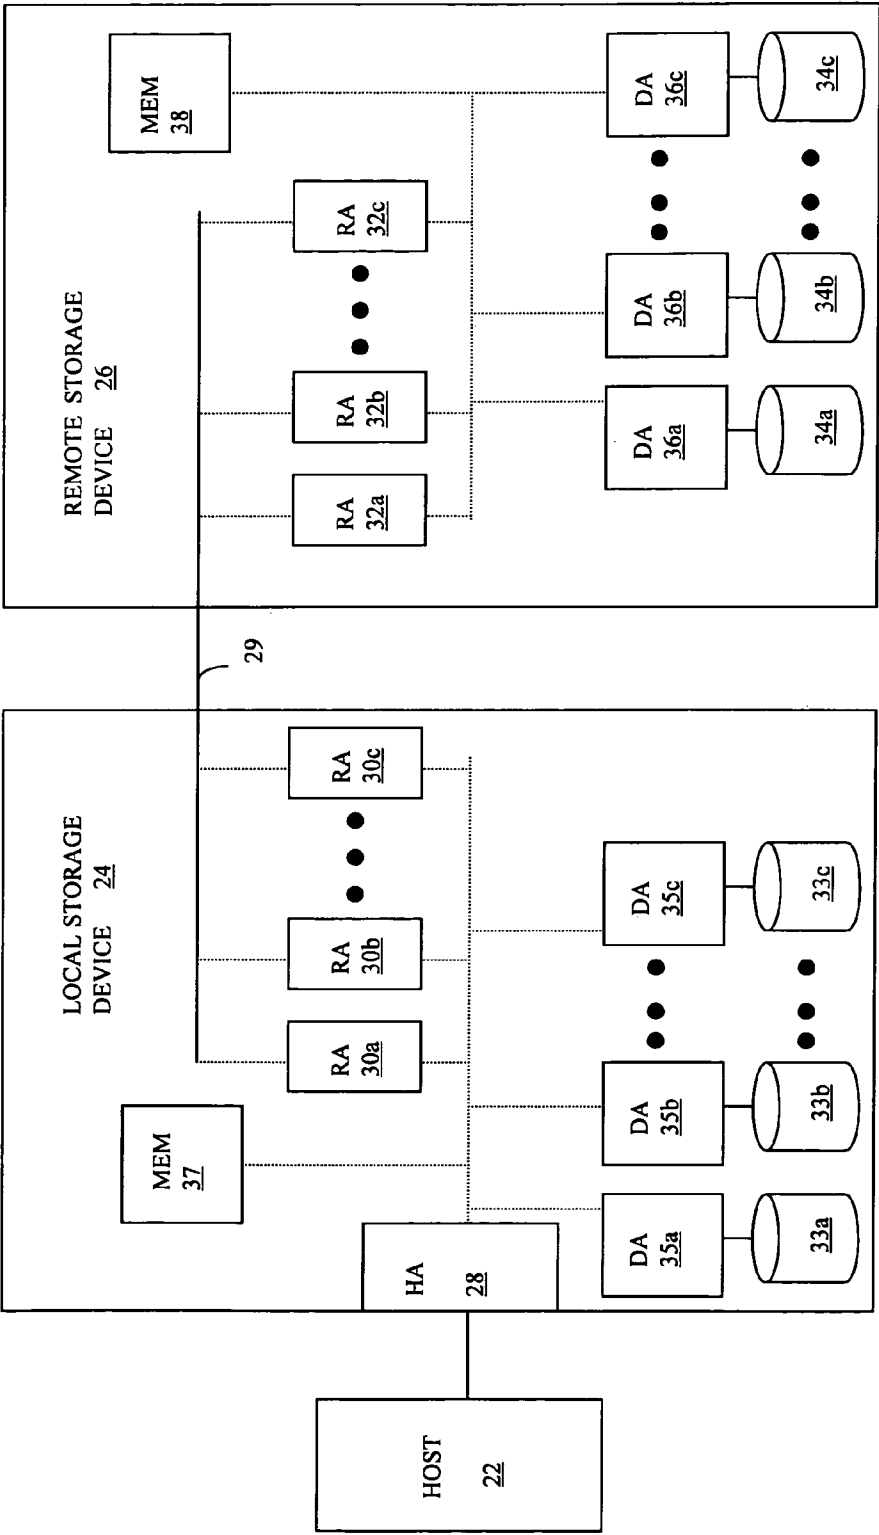 HOST
22
LOCAL STORAGE
DEVICE 24
HA
28
MEM
37
RA
30a
RA
30b
RA
30c
DA
35a
DA
35b
DA
35c
33a
33b
33c
29
REMOTE STORAGE
DEVICE 26
MEM
38
RA
32a
RA
32b
RA
32c
DA
36a
DA
36b
DA
36c
34a
34b
34c